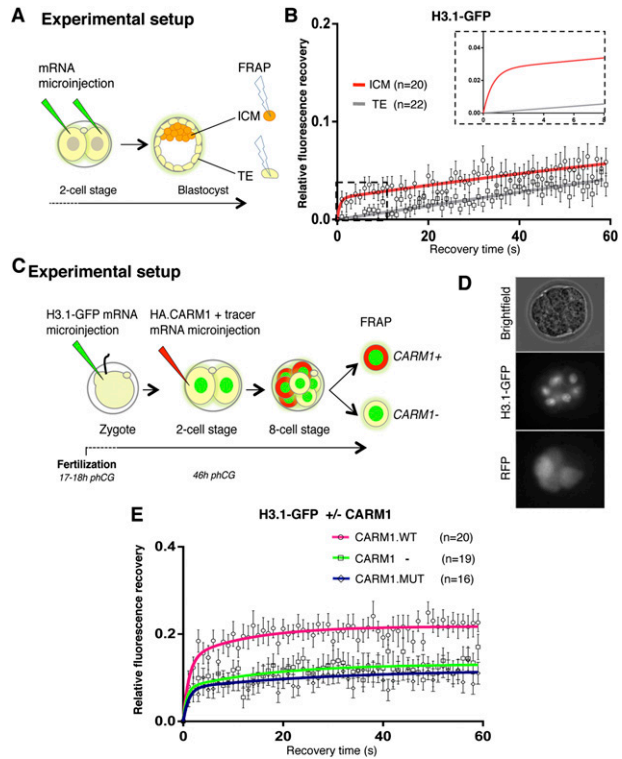 A Experimental setup
mRNA
microinjection
FRAP
ICM
TE
2-cell stage
Blastocyst
B H3.1-GFP
Relative fluorescence recovery
0.2
0.1
0.0
0
20
40
60
Recovery time (s)
ICM (n=20)
TE (n=22)
0.04
0.02
0.00
0
2
4
6
8
C Experimental setup
H3.1-GFP mRNA
microinjection
HA.CARM1 + tracer
mRNA microinjection
FRAP
CARM1+
CARM1-
Zygote
2-cell stage
8-cell stage
Fertilization
17-18h phCG
46h phCG
D
Brightfield
H3.1-GFP
RFP
E
H3.1-GFP +/- CARM1
CARM1.WT (n=20)
CARM1 - (n=19)
CARM1.MUT (n=16)
Relative fluorescence recovery
0.4
0.2
0.0
0
20
40
60
Recovery time (s)